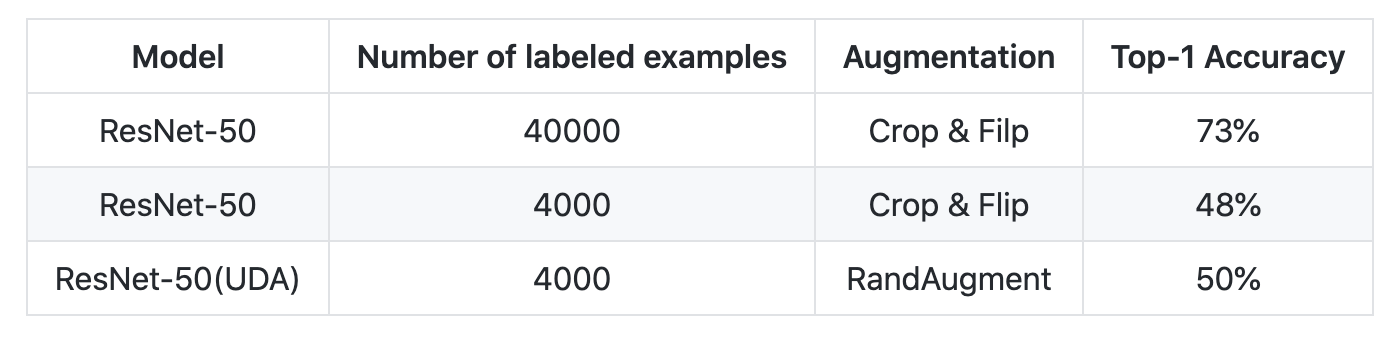 Model Number of labeled examples Augmentation Top-1 Accuracy
ResNet-50 40000 Crop & Filp 73%
ResNet-50 4000 Crop & Flip 48%
ResNet-50(UDA) 4000 RandAugment 50%